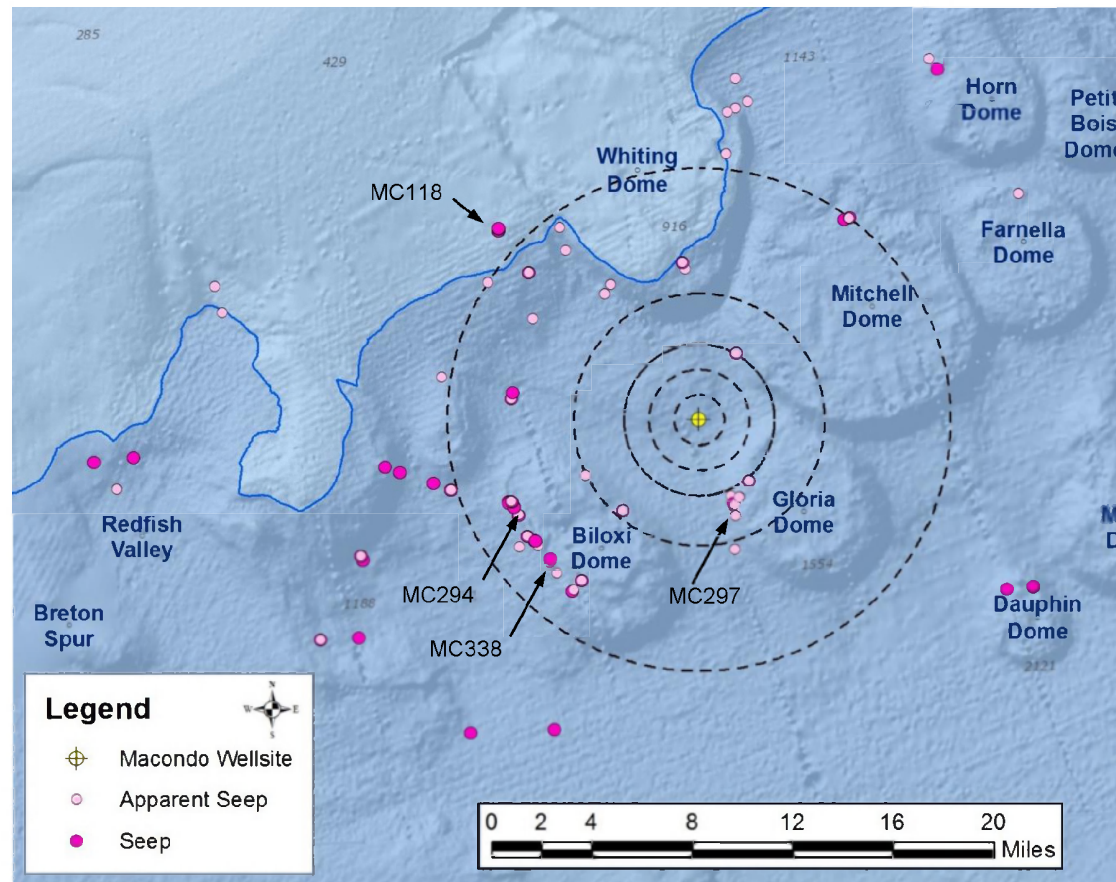 285
429
1143
Horn
Dome
Petit
Bois
Dome
Whiting
Dome
MC118
916
Farnella
Dome
Mitchell
Dome
Gloria
Dome
Redfish
Valley
Biloxi
Dome
1554
MC294
MC297
1188
Breton
Spur
MC338
Dauphin
Dome
2121
Legend
N
W
E
S
Macondo Wellsite
Apparent Seep
Seep
0 2 4 8 12 16 20
Miles